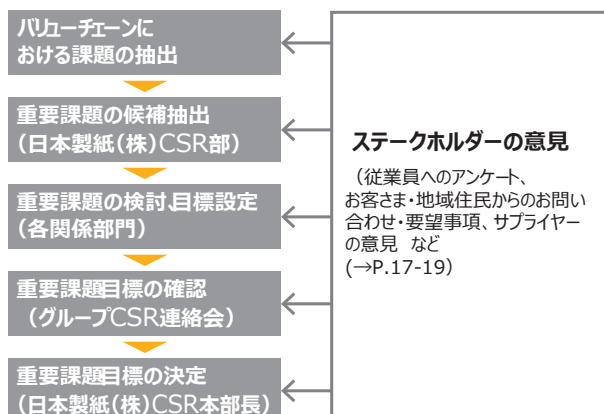 バリューチェーンに
おける課題の抽出
重要課題の候補抽出
(日本製紙(株)CSR部)
重要課題の検討、目標設定
(各関係部門)
重要課題目標の確認
(グループCSR連絡会)
重要課題目標の決定
(日本製紙(株)CSR本部長)
ステークホルダーの意見
(従業員へのアンケート、
お客さま・地域住民からのお問い
合わせ・要望事項、サプライヤー
の意見 など
(→P.17-19)